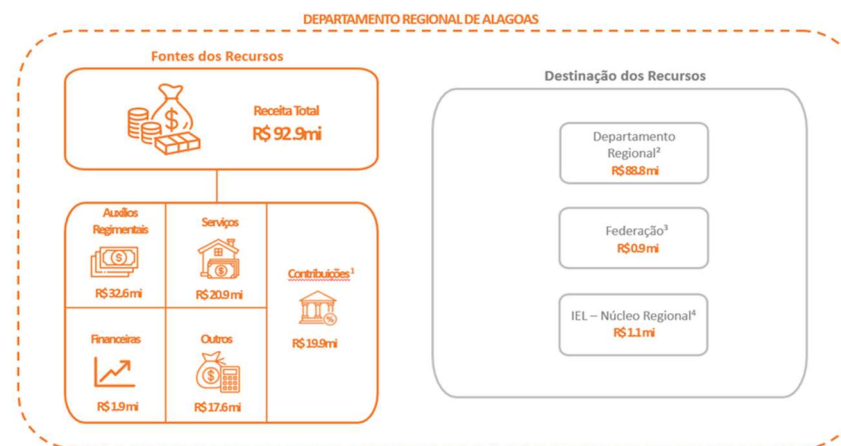 DEPARTAMENTO REGIONAL DE ALAGOAS
Fontes dos Recursos
Receita Total
R$ 92.9mi
Auxílios
Regimentais
R$ 32.6 mi
Serviços
R$ 20.9 mi
Contribuições ¹
R$ 19.9mi
Financeiras
R$ 1.9 mi
Outros
R$ 17.6 mi
Destinação dos Recursos
Departamento
Regional²
R$ 88.8 mi
Federação³
R$ 0.9 mi
IEL – Núcleo Regional⁴
R$ 1.1 mi